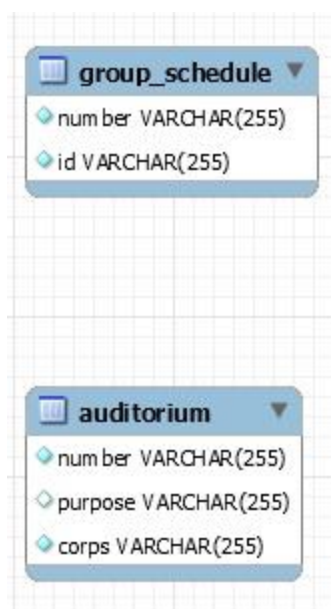 group_schedule
number VARCHAR(255)
id VARCHAR(255)
auditorium
number VARCHAR(255)
purpose VARCHAR(255)
corps VARCHAR(255)